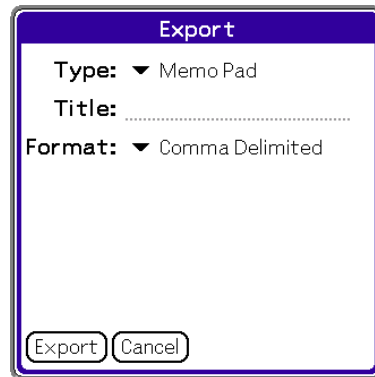 Export
Type: Memo Pad
Title:
Format: Comma Delimited
Export Cancel